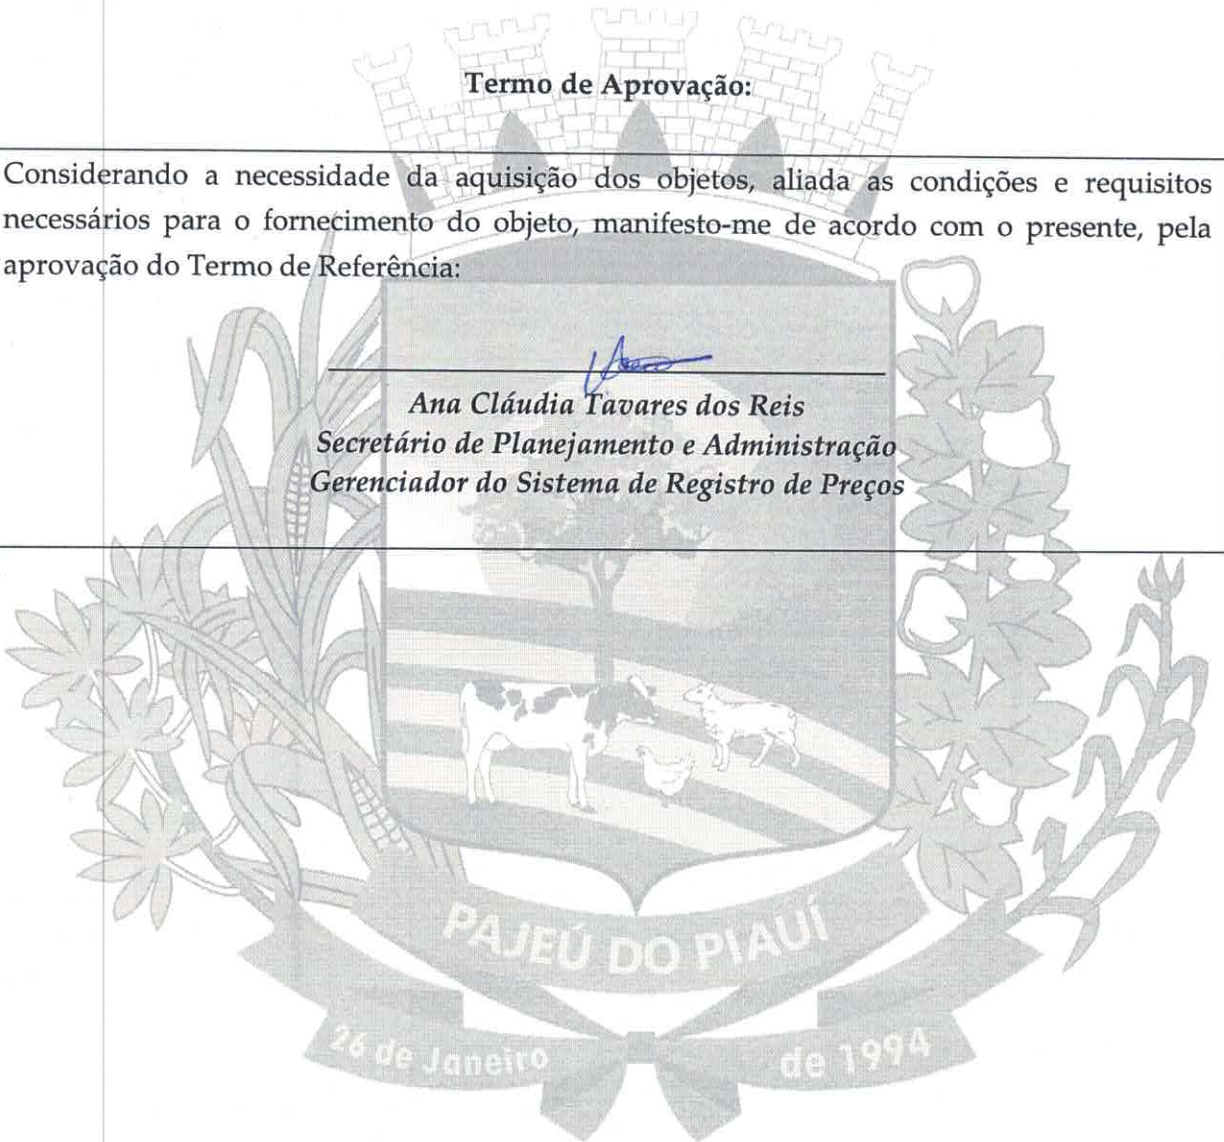 Termo de Aprovação:
Considerando a necessidade da aquisição dos objetos, aliada as condições e requisitos
necessários para o fornecimento do objeto, manifesto-me de acordo com o presente, pela
aprovação do Termo de Referência:
Ana Cláudia Tavares dos Reis
Secretário de Planejamento e Administração
Gerenciador do Sistema de Registro de Preços
PAJEÚ DO PIAUÍ
26 de Janeiro de 1994